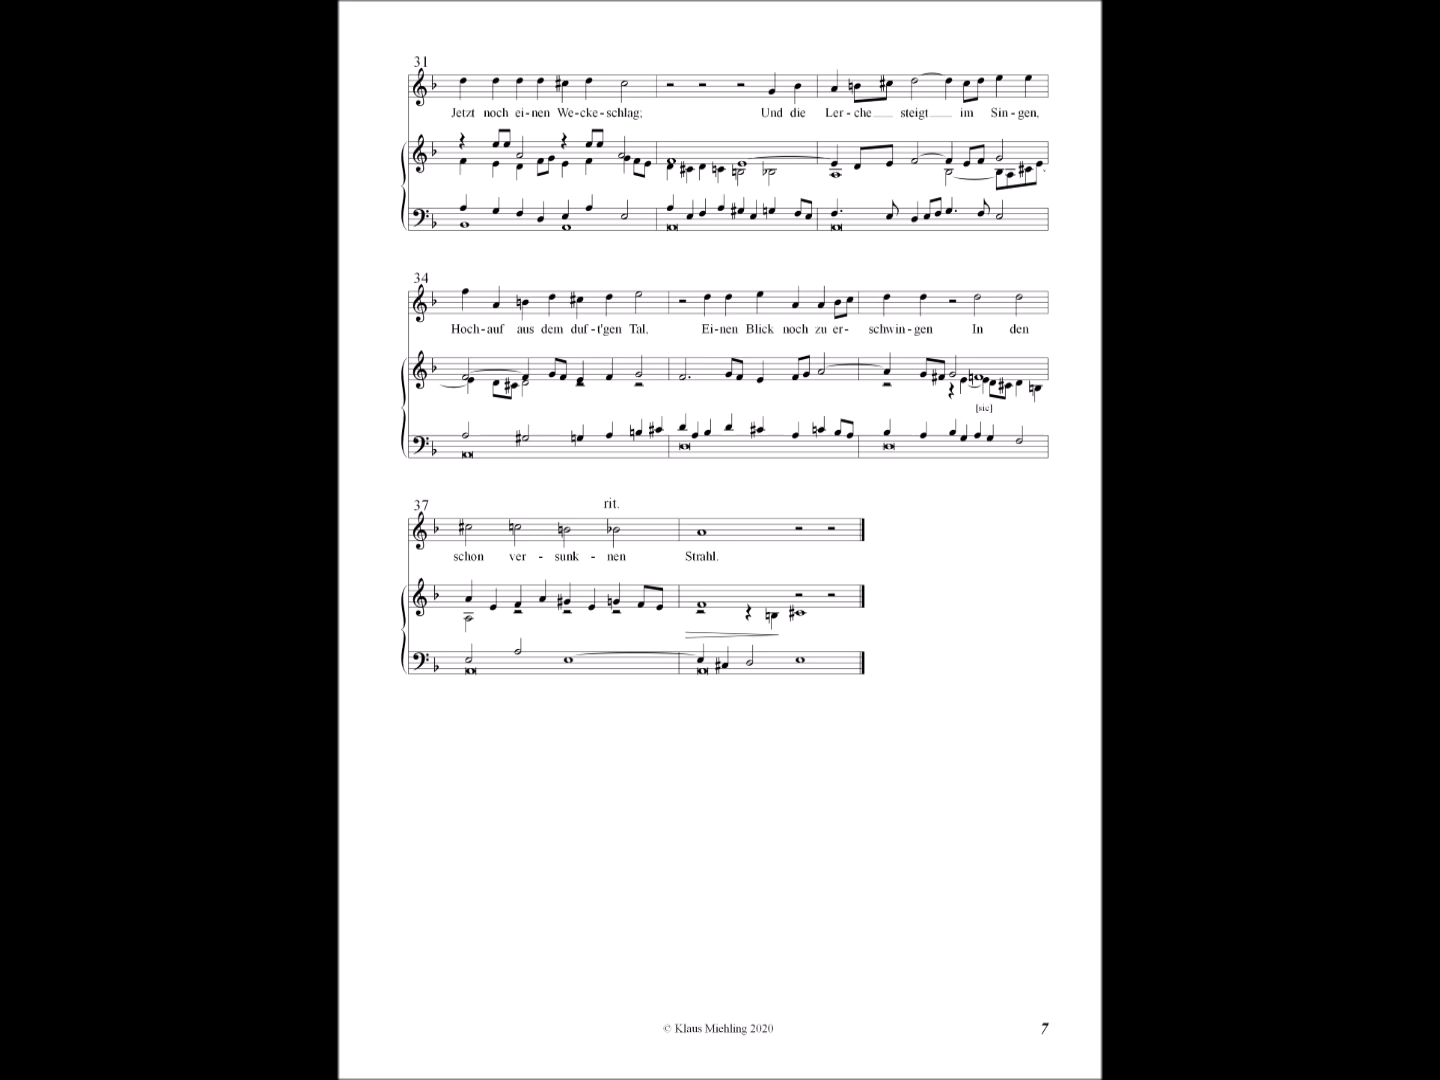 31
Jetzt noch ei - nen We - cke - schlag; Und die Ler - che steigt im Sin - gen,
34
Hoch - auf aus dem duf - t'gen Tal. Ei - nen Blick noch zu er - schwin - gen In den
[sic]
37 rit.
schon ver - sunk - nen Strahl.
© Klaus Miehling 2020 7